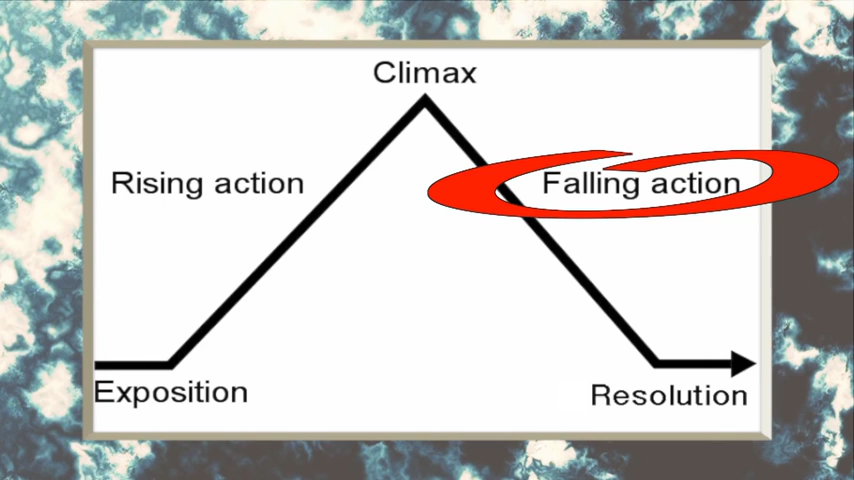 Climax
Rising action
Falling action
Exposition
Resolution